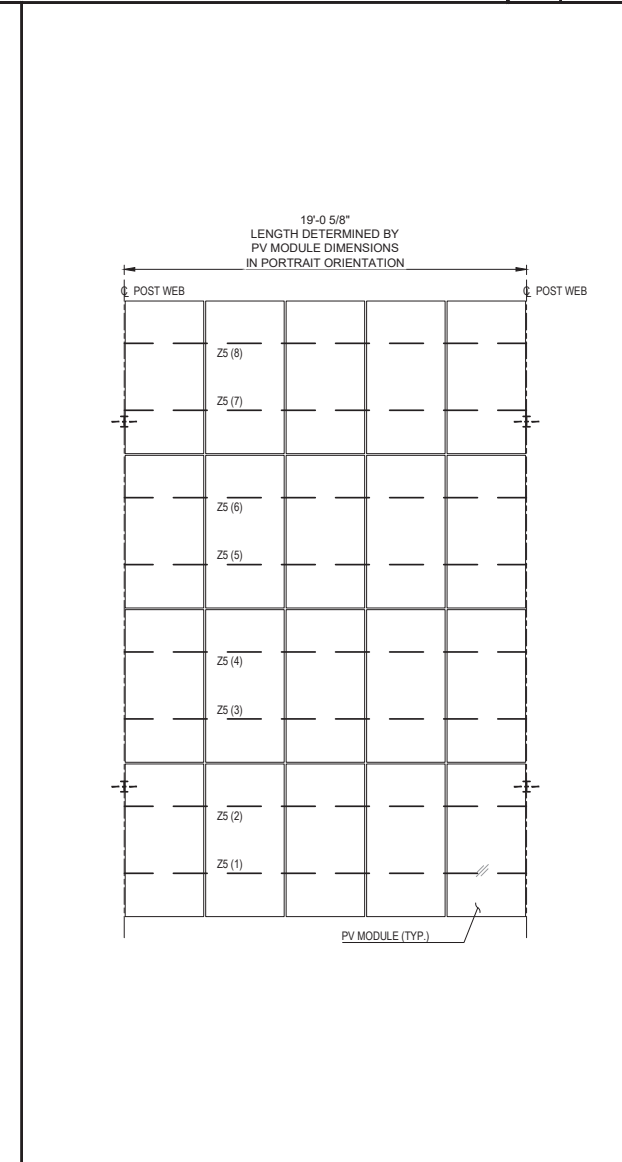 19'-0 5/8"
LENGTH DETERMINED BY
PV MODULE DIMENSIONS
IN PORTRAIT ORIENTATION
℄ POST WEB
℄ POST WEB
Z5 (8)
Z5 (7)
Z5 (6)
Z5 (5)
Z5 (4)
Z5 (3)
Z5 (2)
Z5 (1)
PV MODULE (TYP.)